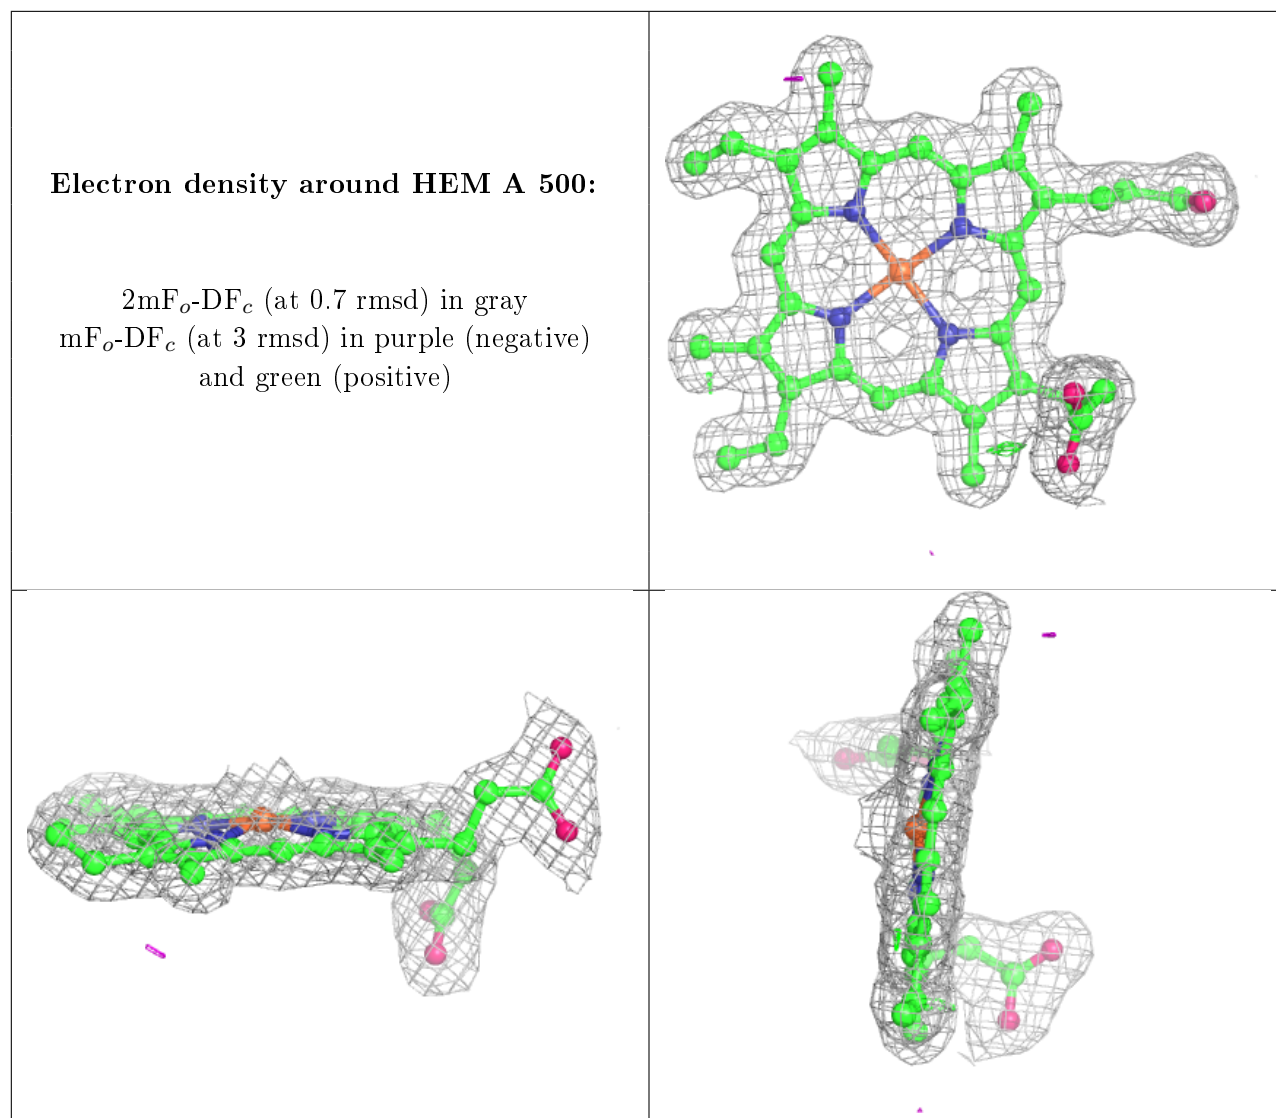 Electron density around HEM A 500:
2mFₒ-DF𝑐 (at 0.7 rmsd) in gray
mFₒ-DF𝑐 (at 3 rmsd) in purple (negative)
and green (positive)